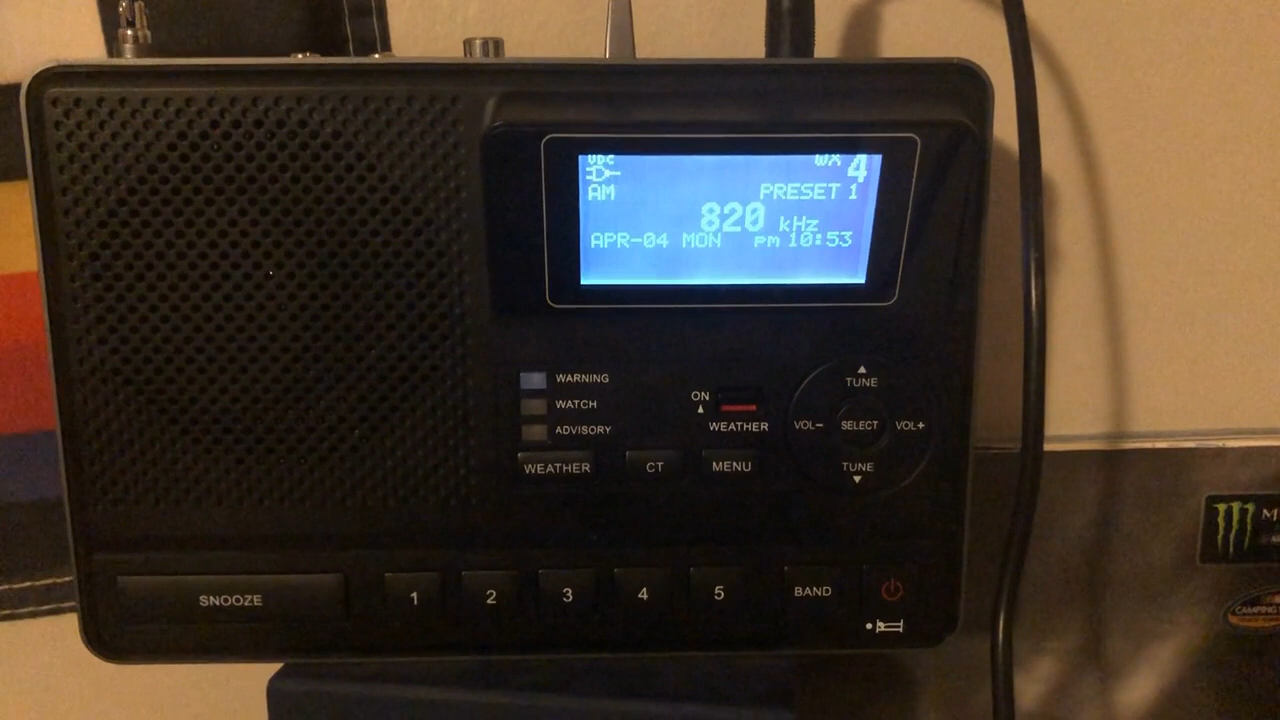 VDC WX 4
AM PRESET 1
820 kHz
APR-04 MON pm 10:53
WARNING
WATCH
ADVISORY
ON
WEATHER
WEATHER CT MENU
TUNE
VOL- SELECT VOL+
TUNE
SNOOZE 1 2 3 4 5 BAND
M
CAMPING